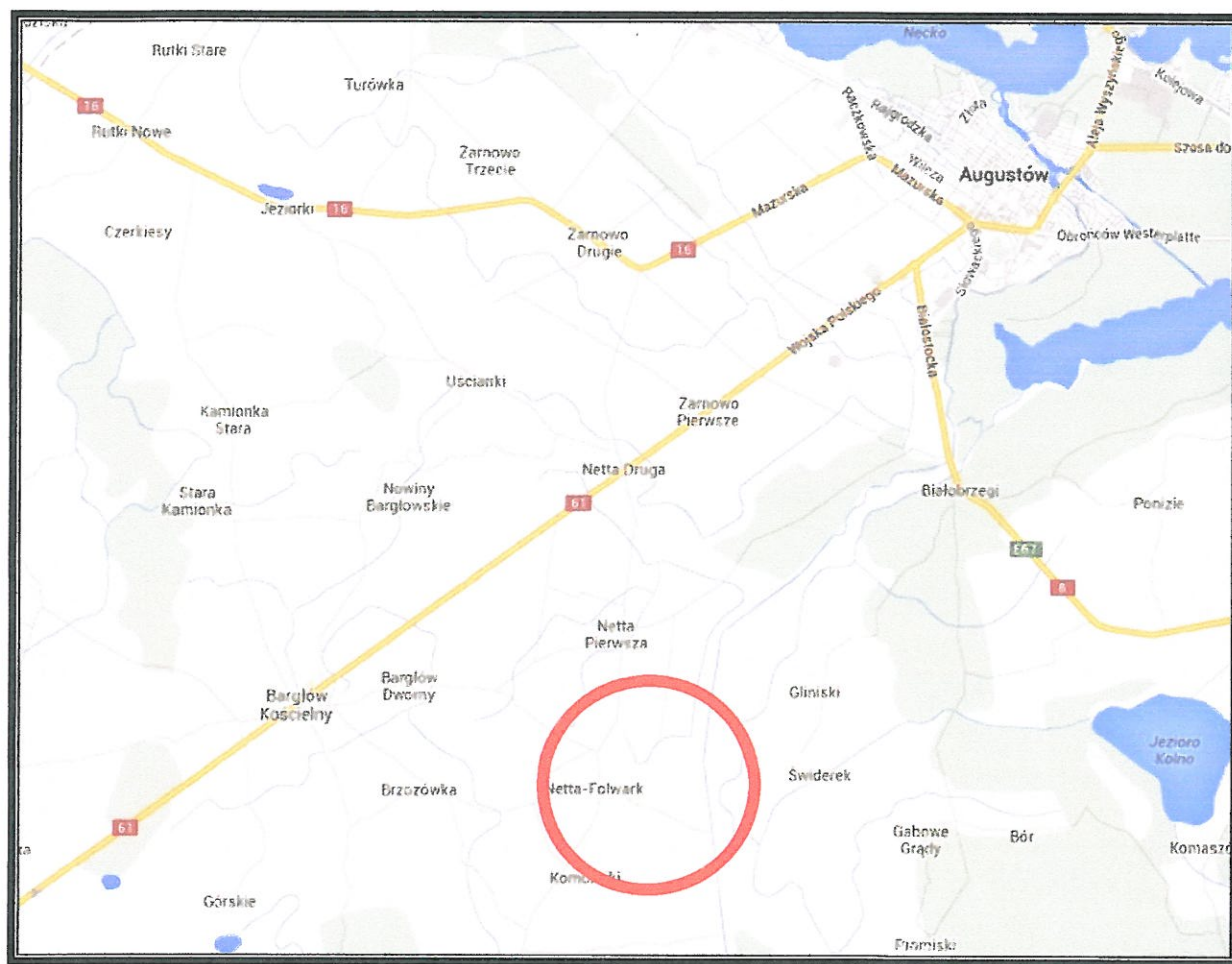 Necko
Rutki Stare
Turówka
Kolejowa
Aleja Wyszyńskiego
Złota
Rajgrodzka
Raczkowska
16
Rutki Nowe
Szosa do
Zarnowo
Trzecie
Wilcza
Augustów
Mazurska
Mazurska
Jeziorki
16
Czerkiesy
Zarnowo
Drugie
16
Obrońców Westerplatte
Słowackiego
Wojska Polskiego
Białostocka
Uscianki
Kamionka
Stara
Zarnowo
Pierwsze
Netta Druga
Stara
Kamionka
Nowiny
Bargłowskie
61
Białobrzegi
Ponizie
E67
8
Netta
Pierwsza
Bargłów
Dworny
Bargłów
Kościelny
Gliniski
Jezioro
Kolno
Brzozówka
Netta-Folwark
Świderek
61
Gabowe
Grądy
Bór
Górskie